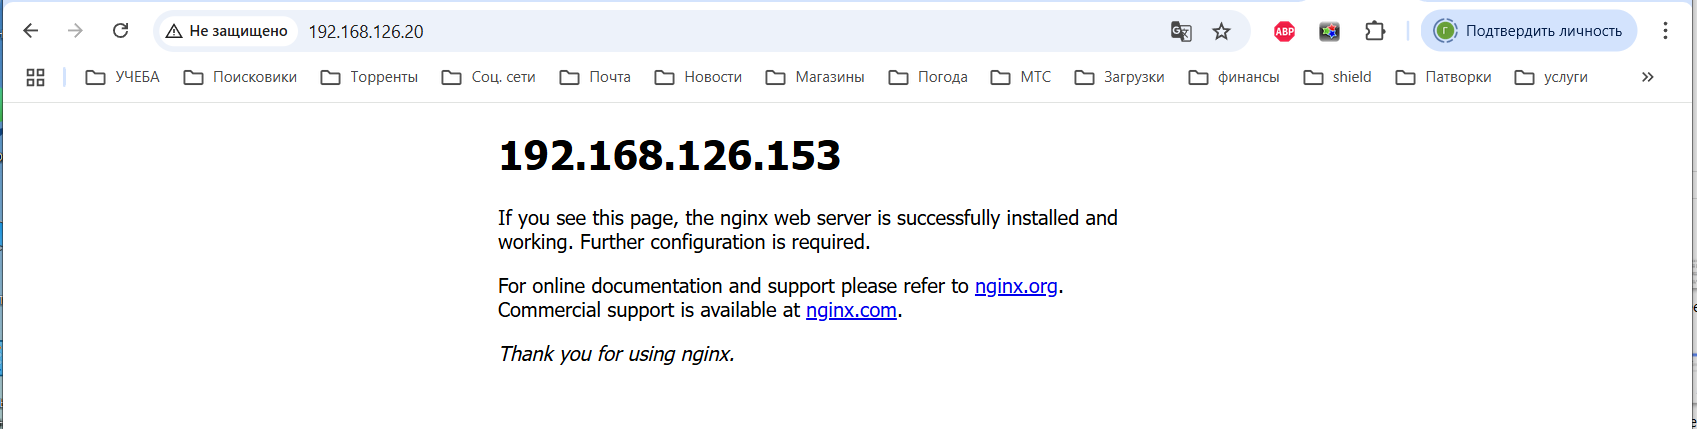 Не защищено 192.168.126.20 ABP Г Подтвердить личность
УЧЕБА Поисковики Торренты Соц. сети Почта Новости Магазины Погода МТС Загрузки финансы shield Патворки услуги »
192.168.126.153
If you see this page, the nginx web server is successfully installed and
working. Further configuration is required.
For online documentation and support please refer to nginx.org.
Commercial support is available at nginx.com.
Thank you for using nginx.